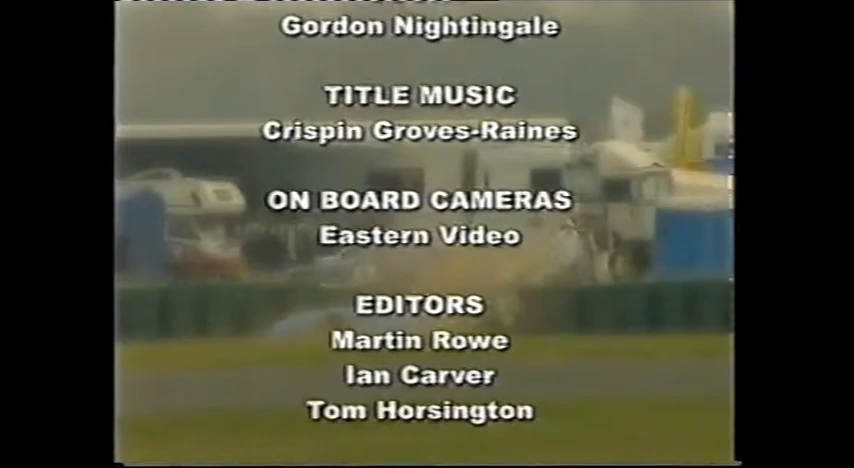 Gordon Nightingale
TITLE MUSIC
Crispin Groves-Raines
ON BOARD CAMERAS
Eastern Video
EDITORS
Martin Rowe
Ian Carver
Tom Horsington